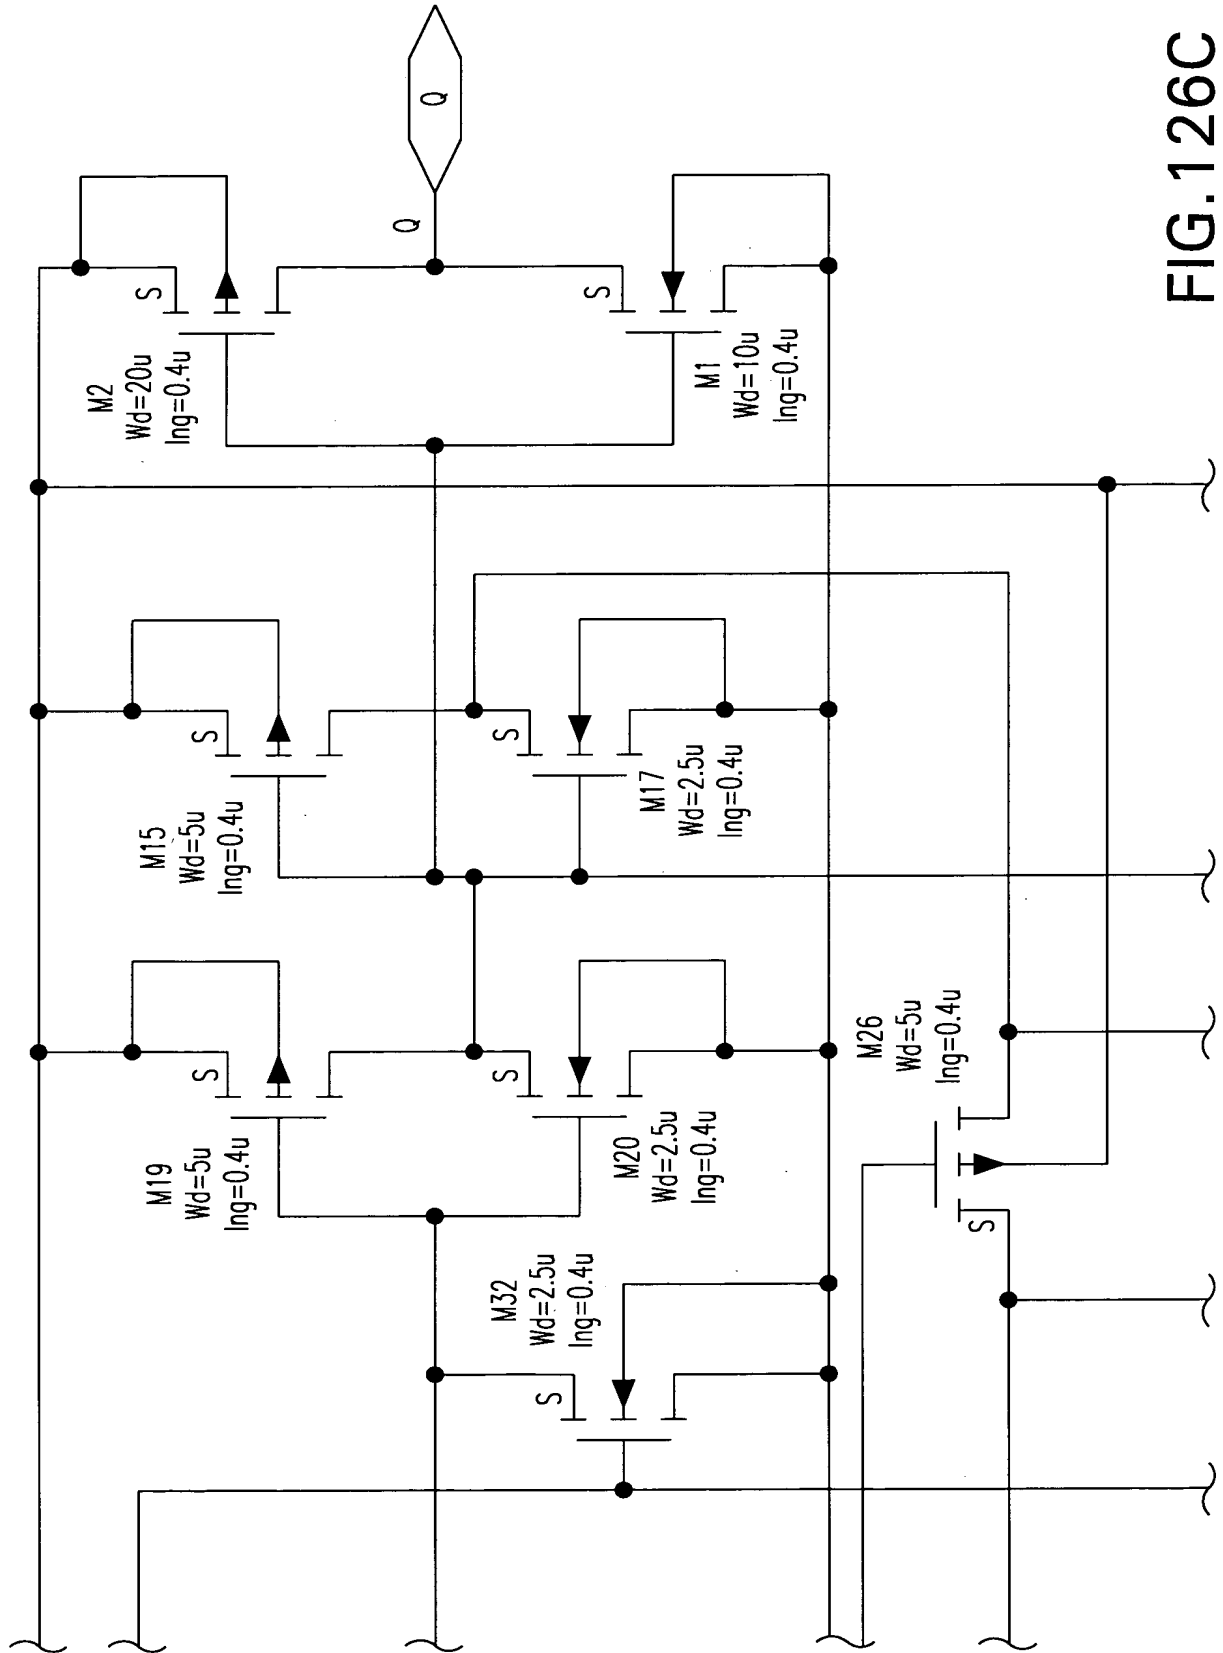 Q
Q
S
M2
Wd=20u
lng=0.4u
S
M1
Wd=10u
lng=0.4u
S
M15
Wd=5u
lng=0.4u
S
M17
Wd=2.5u
lng=0.4u
S
M19
Wd=5u
lng=0.4u
S
M20
Wd=2.5u
lng=0.4u
M26
Wd=5u
lng=0.4u
S
M32
Wd=2.5u
lng=0.4u
S
FIG.126C